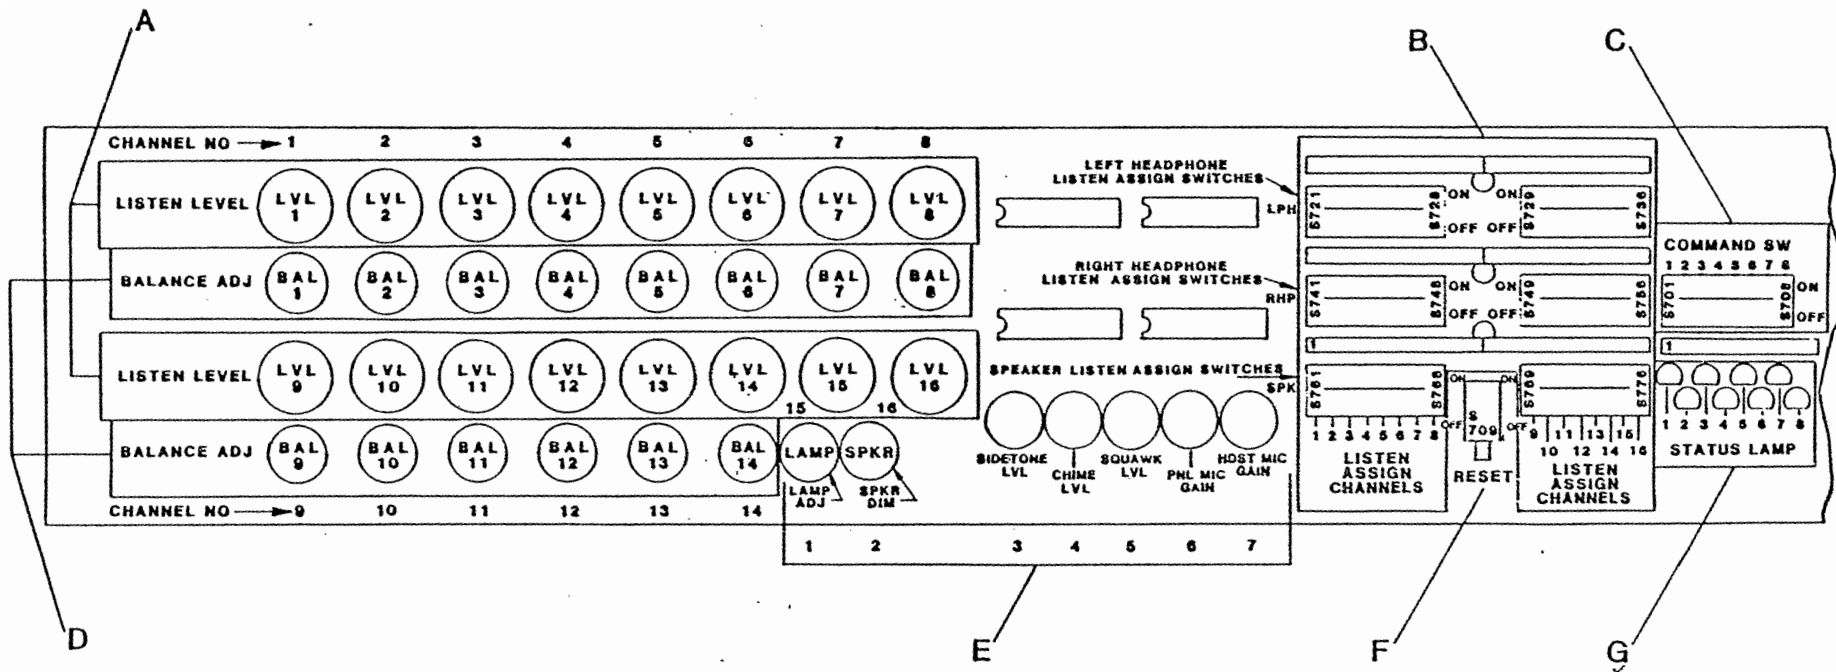 A
B
C
CHANNEL NO 1 2 3 4 5 6 7 8
LEFT HEADPHONE
LISTEN ASSIGN SWITCHES
LISTEN LEVEL LVL 1 LVL 2 LVL 3 LVL 4 LVL 5 LVL 6 LVL 7 LVL 8
LPH S721 S728 ON ON S729 S736
OFF OFF
COMMAND SW
1 2 3 4 5 6 7 8
BALANCE ADJ BAL 1 BAL 2 BAL 3 BAL 4 BAL 5 BAL 6 BAL 7 BAL 8
RIGHT HEADPHONE
LISTEN ASSIGN SWITCHES
RHP S741 S748 ON ON S749 S756
OFF OFF
S701 S708 ON
OFF
1 1
LISTEN LEVEL LVL 9 LVL 10 LVL 11 LVL 12 LVL 13 LVL 14 LVL 15 LVL 16
SPEAKER LISTEN ASSIGN SWITCHES
SPK S761 S768 ON ON S769 S776
15 16
OFF S 709 OFF
BALANCE ADJ BAL 9 BAL 10 BAL 11 BAL 12 BAL 13 BAL 14 LAMP SPKR
LAMP ADJ
SPKR DIM
SIDETONE LVL
CHIME LVL
SQUAWK LVL
PNL MIC GAIN
HDST MIC GAIN
1 2 3 4 5 6 7 8
LISTEN
ASSIGN
CHANNELS
RESET
9 11 13 15
10 12 14 16
LISTEN
ASSIGN
CHANNELS
1 3 5 7
2 4 6 8
STATUS LAMP
CHANNEL NO 9 10 11 12 13 14
1 2 3 4 5 6 7
D
E
F
G